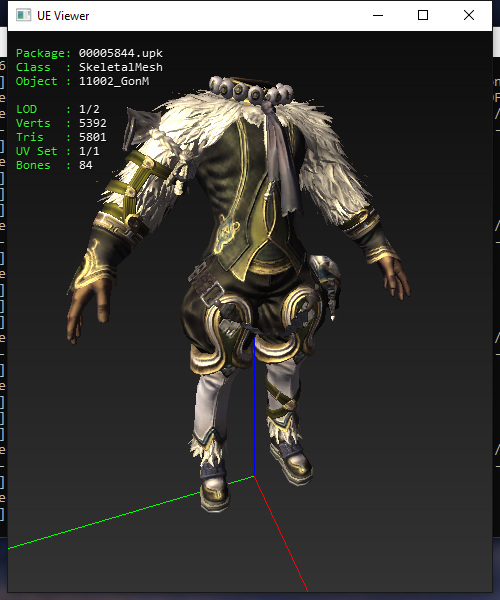 UE Viewer
Package: 00005844.upk
Class : SkeletalMesh
Object : 11002_GonM
LOD : 1/2
Verts : 5392
Tris : 5801
UV Set : 1/1
Bones : 84